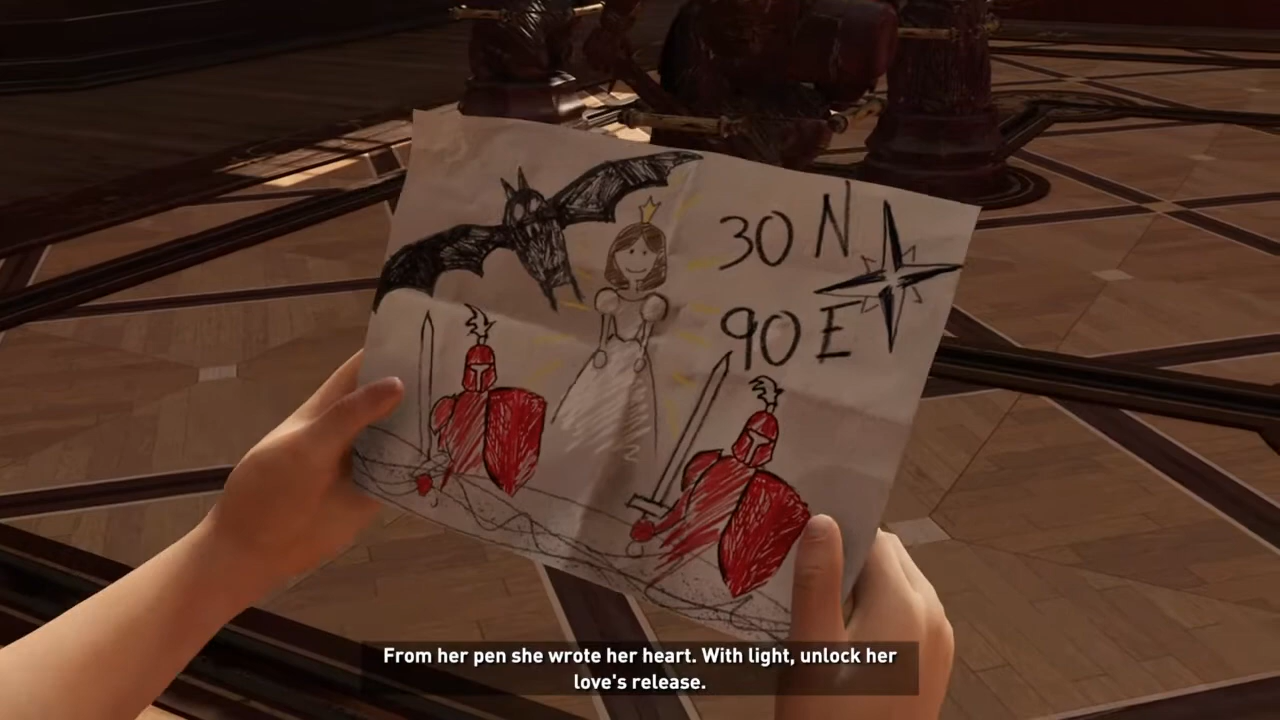 30 N
90 E
From her pen she wrote her heart. With light, unlock her
love's release.